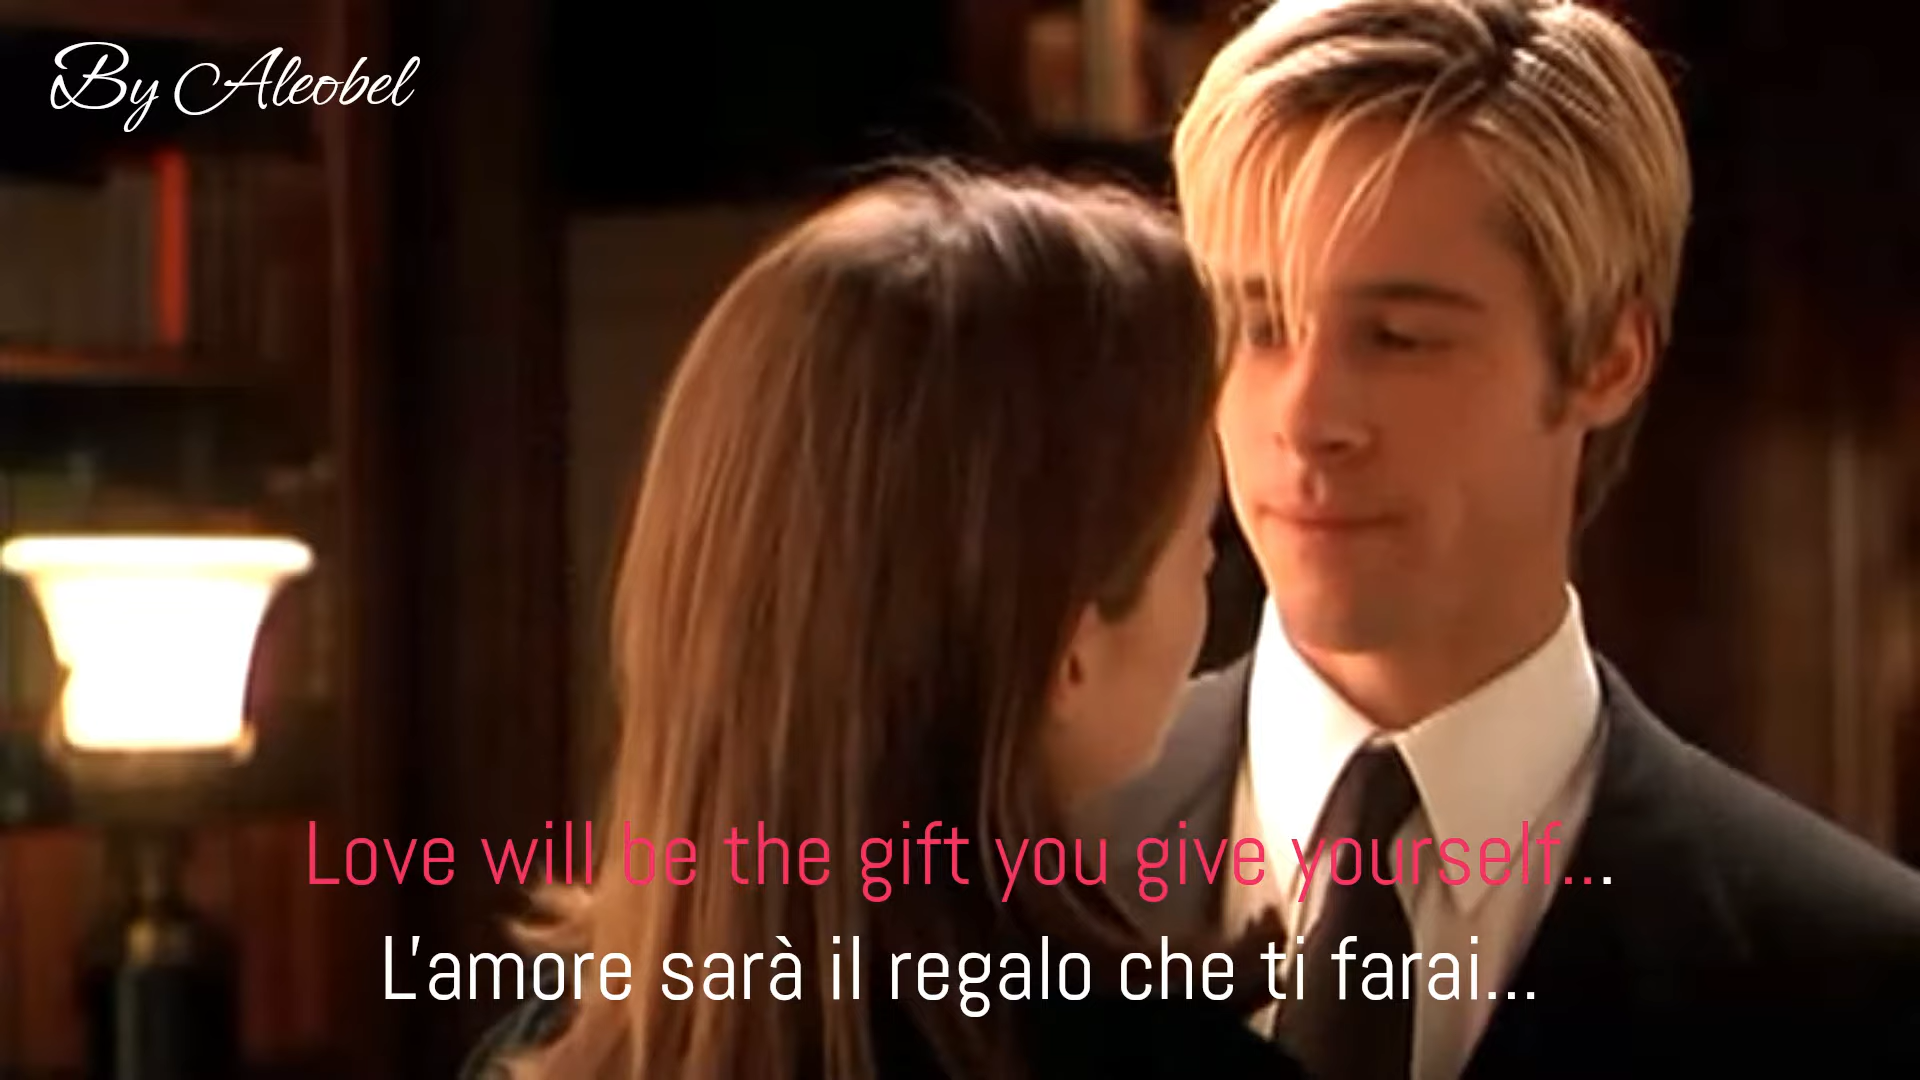 By Aleobel
Love will be the gift you give yourself...
L'amore sarà il regalo che ti farai...